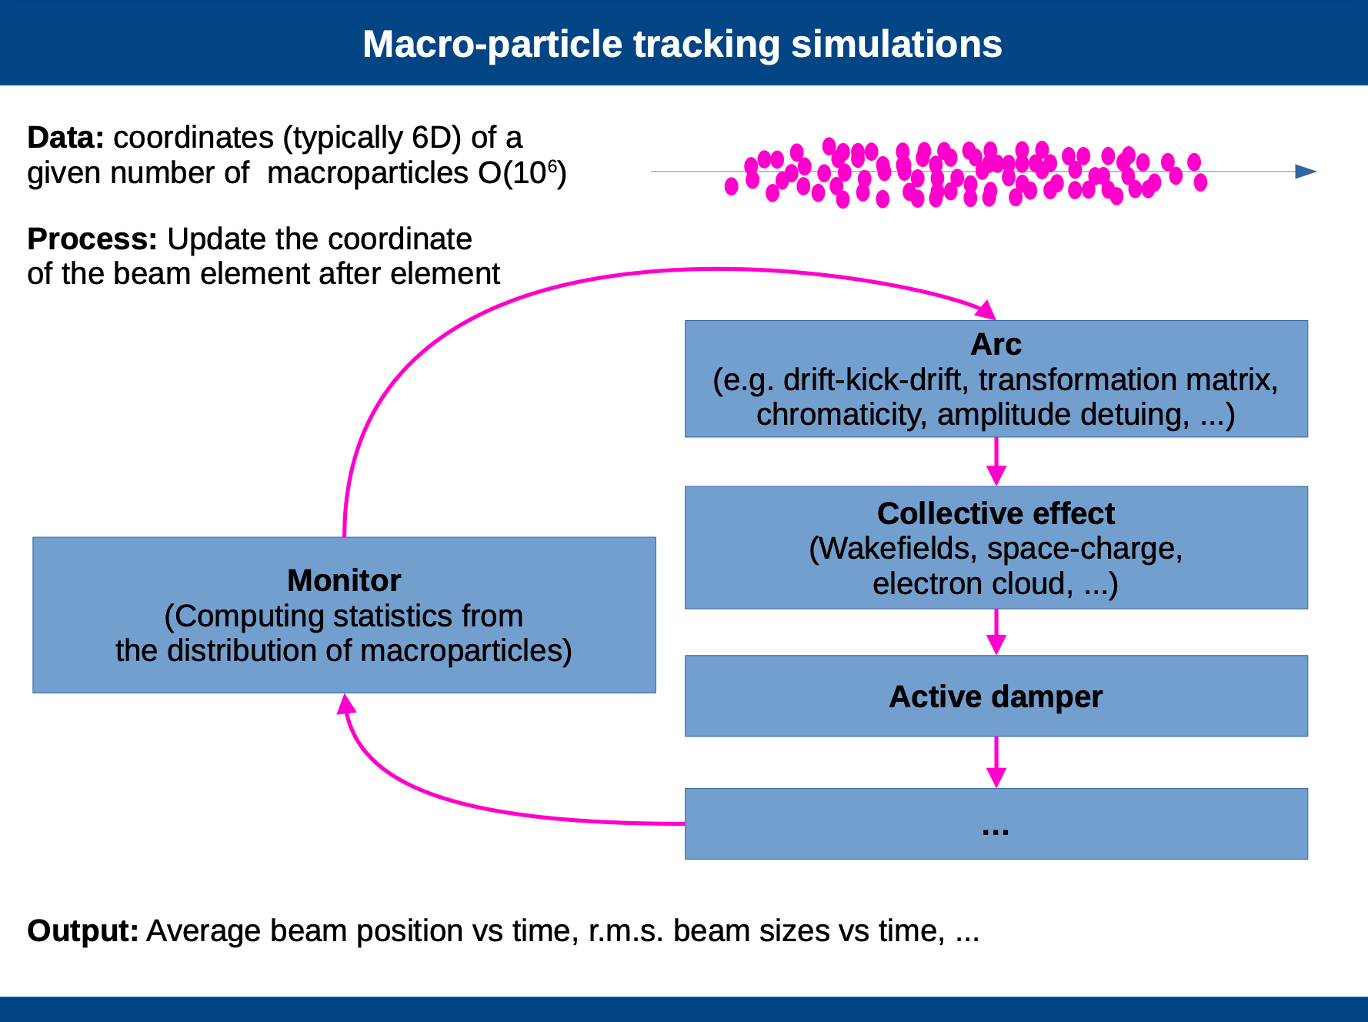 Macro-particle tracking simulations
Data: coordinates (typically 6D) of a
given number of  macroparticles O(10⁶)
Process: Update the coordinate
of the beam element after element
Arc
(e.g. drift-kick-drift, transformation matrix,
chromaticity, amplitude detuing, ...)
Collective effect
(Wakefields, space-charge,
electron cloud, ...)
Monitor
(Computing statistics from
the distribution of macroparticles)
Active damper
...
Output: Average beam position vs time, r.m.s. beam sizes vs time, ...